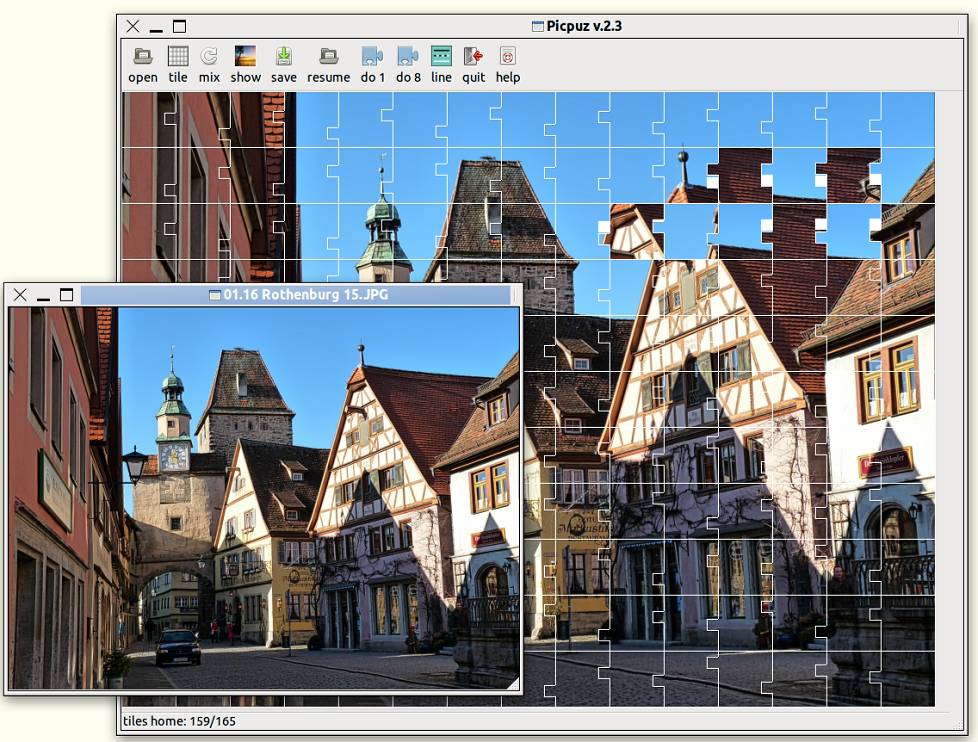 Picpuz v.2.3
open tile mix show save resume do 1 do 8 line quit help
01.16 Rothenburg 15.JPG
tiles home: 159/165